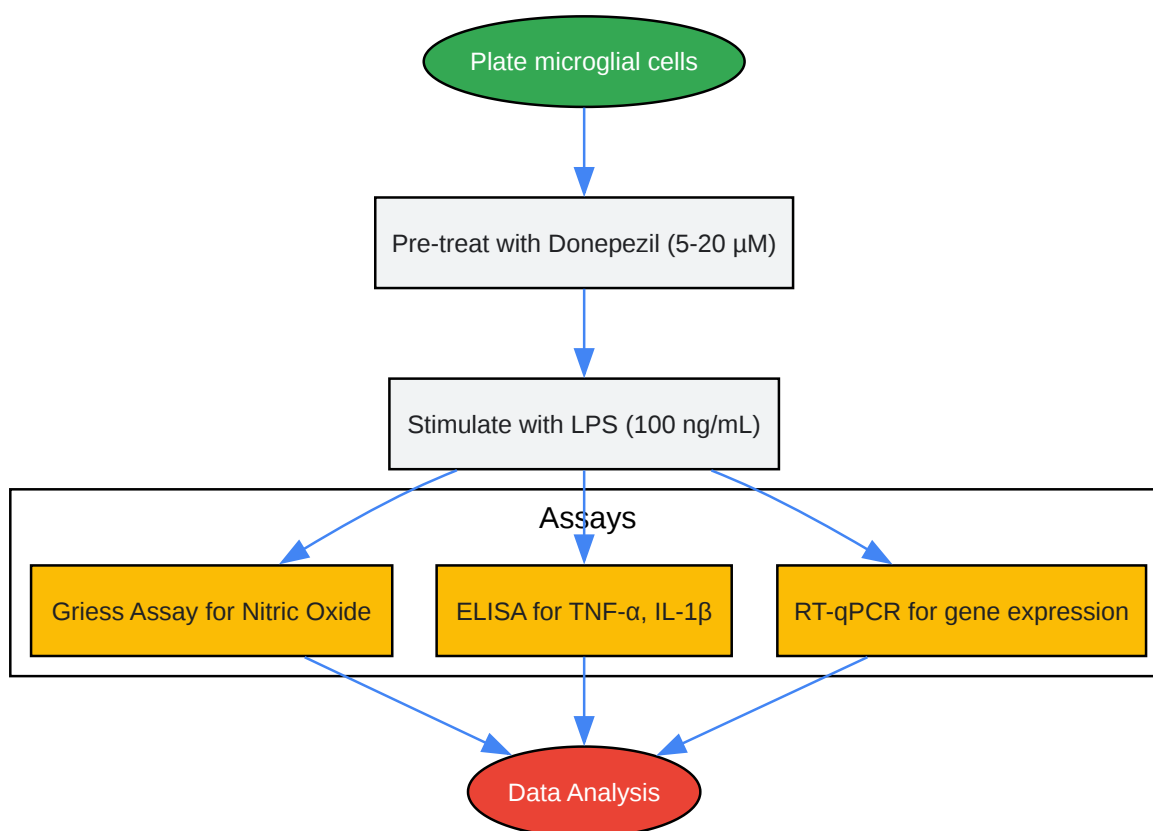 Plate microglial cells
Pre-treat with Donepezil (5-20 µM)
Stimulate with LPS (100 ng/mL)
Assays
Griess Assay for Nitric Oxide
ELISA for TNF-α, IL-1β
RT-qPCR for gene expression
Data Analysis